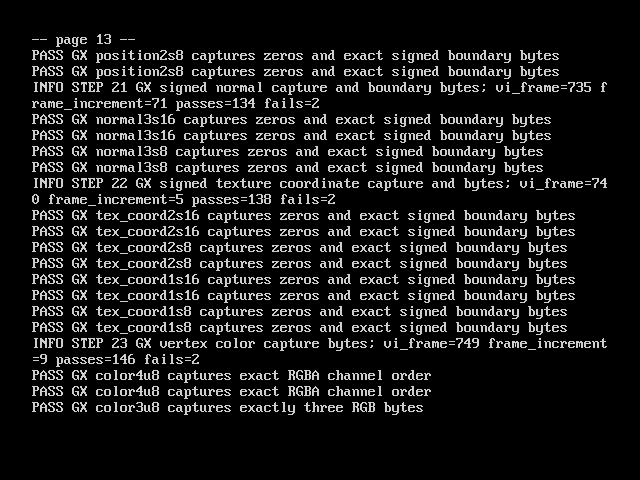 -- page 13 --
PASS GX position2s8 captures zeros and exact signed boundary bytes
PASS GX position2s8 captures zeros and exact signed boundary bytes
INFO STEP 21 GX signed normal capture and boundary bytes; vi_frame=735 f
rame_increment=71 passes=134 fails=2
PASS GX normal3s16 captures zeros and exact signed boundary bytes
PASS GX normal3s16 captures zeros and exact signed boundary bytes
PASS GX normal3s8 captures zeros and exact signed boundary bytes
PASS GX normal3s8 captures zeros and exact signed boundary bytes
INFO STEP 22 GX signed texture coordinate capture and bytes; vi_frame=74
0 frame_increment=5 passes=138 fails=2
PASS GX tex_coord2s16 captures zeros and exact signed boundary bytes
PASS GX tex_coord2s16 captures zeros and exact signed boundary bytes
PASS GX tex_coord2s8 captures zeros and exact signed boundary bytes
PASS GX tex_coord2s8 captures zeros and exact signed boundary bytes
PASS GX tex_coord1s16 captures zeros and exact signed boundary bytes
PASS GX tex_coord1s16 captures zeros and exact signed boundary bytes
PASS GX tex_coord1s8 captures zeros and exact signed boundary bytes
PASS GX tex_coord1s8 captures zeros and exact signed boundary bytes
INFO STEP 23 GX vertex color capture bytes; vi_frame=749 frame_increment
=9 passes=146 fails=2
PASS GX color4u8 captures exact RGBA channel order
PASS GX color4u8 captures exact RGBA channel order
PASS GX color3u8 captures exactly three RGB bytes